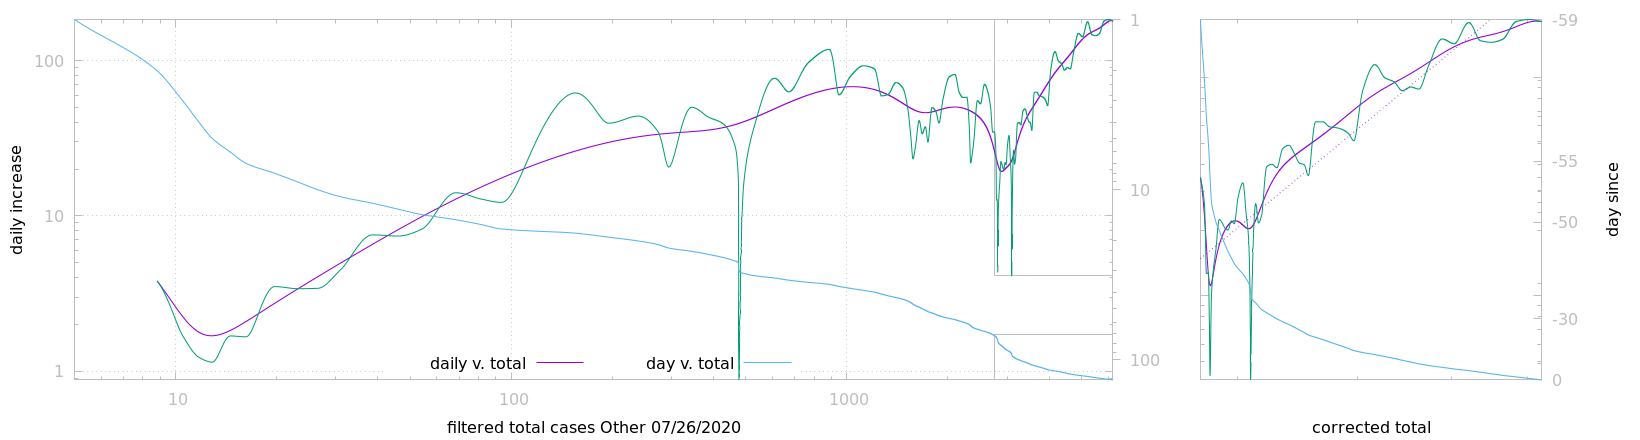 100
10
1
daily increase
10
100
1000
filtered total cases Other 07/26/2020
daily v. total
day v. total
1
10
100
-59
-55
-50
-30
0
day since
corrected total